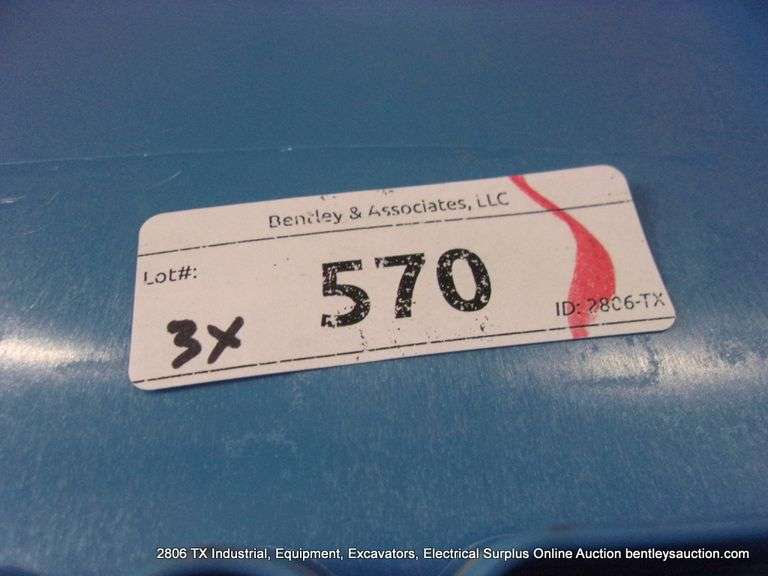 Bentley & Associates, LLC
Lot#:
570
3X
ID: 2806-TX
2806 TX Industrial, Equipment, Excavators, Electrical Surplus Online Auction bentleysauction.com